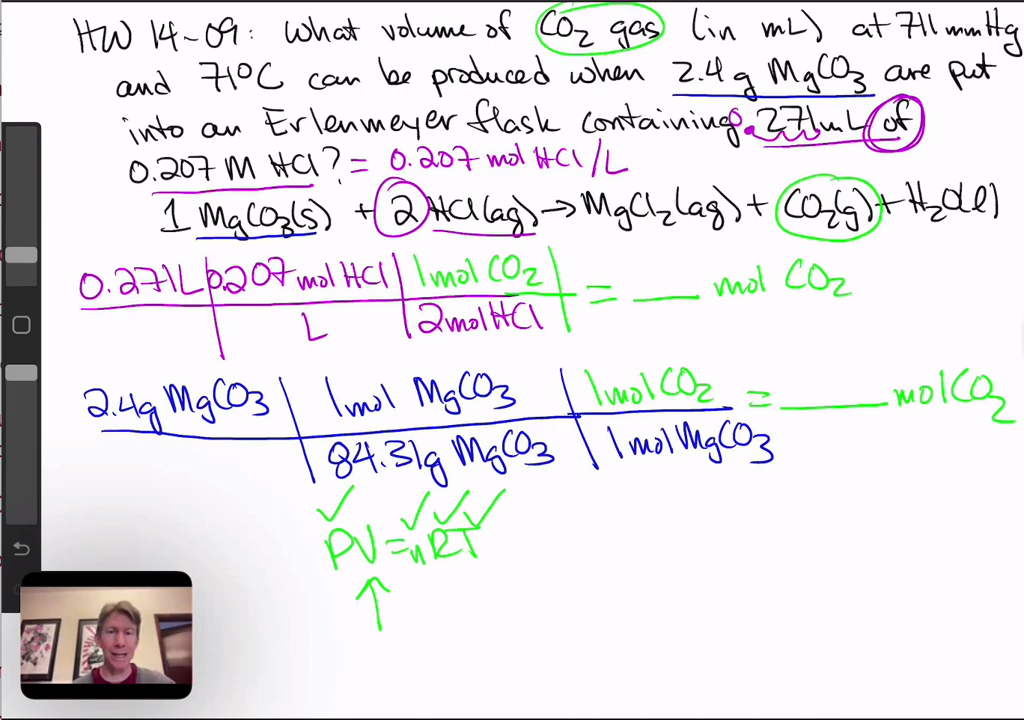 HW 14-09: What volume of CO2 gas (in mL) at 711 mmHg
and 71°C can be produced when 2.4 g MgCO3 are put
into an Erlenmeyer flask containing 0.271 mL of
0.207 M HCl? = 0.207 mol HCl/L
1 MgCO3(s) + 2 HCl(aq) → MgCl2(aq) + CO2(g) + H2O(l)
0.271L | 0.207 mol HCl | 1 mol CO2 = ___ mol CO2
L | 2 mol HCl
2.4g MgCO3 | 1 mol MgCO3 | 1 mol CO2 = ___ mol CO2
84.31g MgCO3 | 1 mol MgCO3
✓ ✓ ✓ ✓
PV = nRT
↑